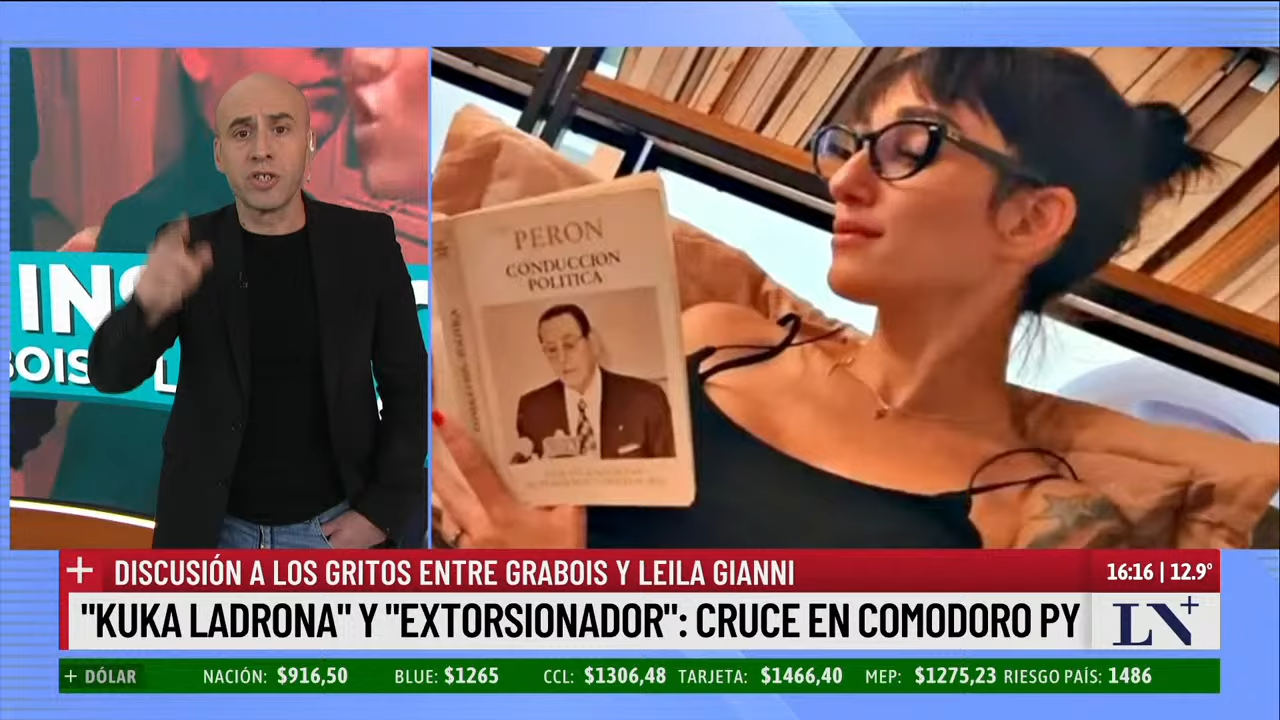 IN
BOIS
PERON
CONDUCCION
POLITICA
DISCUSIÓN A LOS GRITOS ENTRE GRABOIS Y LEILA GIANNI
16:16 | 12.9°
"KUKA LADRONA" Y "EXTORSIONADOR": CRUCE EN COMODORO PY
LN+
+ DÓLAR NACIÓN: $916,50 BLUE: $1265 CCL: $1306,48 TARJETA: $1466,40 MEP: $1275,23 RIESGO PAÍS: 1486